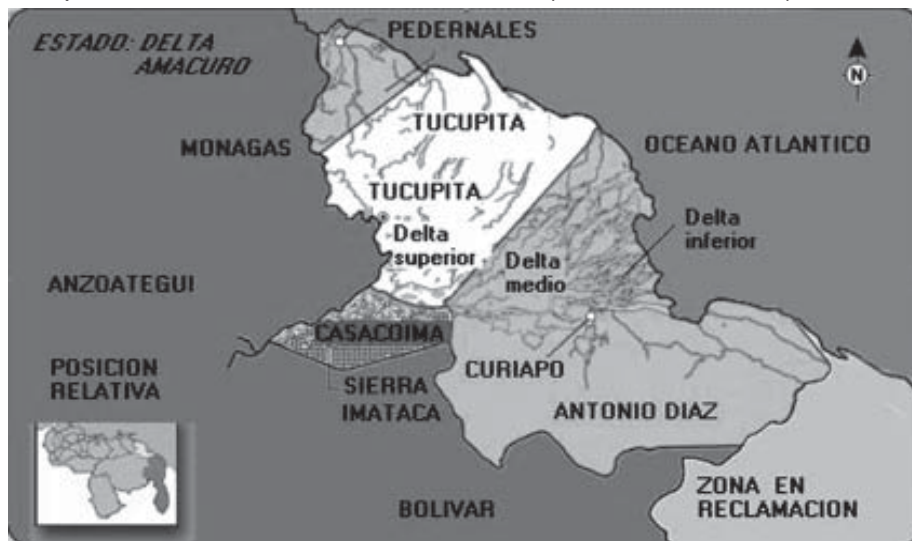 ESTADO: DELTA
AMACURO
PEDERNALES
N
TUCUPITA
MONAGAS
OCEANO ATLANTICO
TUCUPITA
Delta
superior
Delta
inferior
Delta
medio
ANZOATEGUI
CASACOIMA
POSICION
RELATIVA
CURIAPO
SIERRA
IMATACA
ANTONIO DIAZ
ZONA EN
RECLAMACION
BOLIVAR